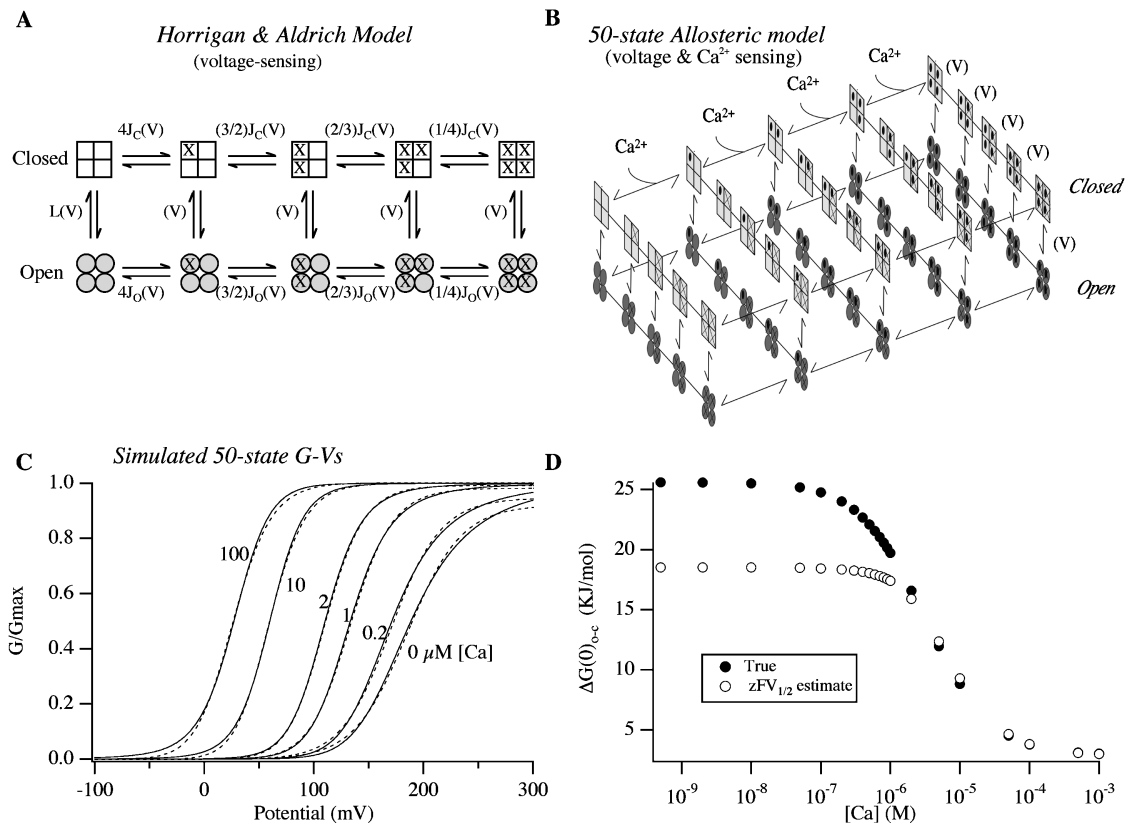 A
Horrigan & Aldrich Model
(voltage-sensing)
4J_C(V) (3/2)J_C(V) (2/3)J_C(V) (1/4)J_C(V)
Closed X X X X X X X X X X
L(V) (V) (V) (V) (V)
Open X X X X X X X X X X
4J_O(V) (3/2)J_O(V) (2/3)J_O(V) (1/4)J_O(V)
B
50-state Allosteric model
(voltage & Ca²⁺ sensing)
Ca²⁺
Ca²⁺
Ca²⁺
Ca²⁺
(V)
(V)
(V)
(V)
(V)
Closed
Open
C
Simulated 50-state G-Vs
G/Gmax
1.0
0.8
0.6
0.4
0.2
0.0
100
10
2
1
0.2
0 µM [Ca]
-100 0 100 200 300
Potential (mV)
D
ΔG(0)_o-c (KJ/mol)
25
20
15
10
5
True
zFV_1/2 estimate
10⁻⁹ 10⁻⁸ 10⁻⁷ 10⁻⁶ 10⁻⁵ 10⁻⁴ 10⁻³
[Ca] (M)